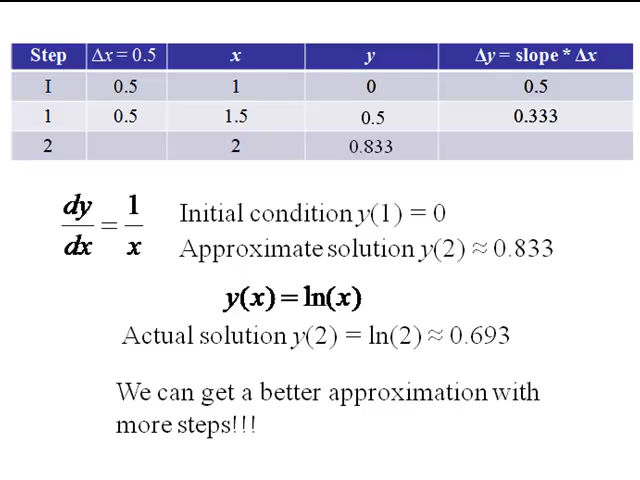 Step Δx = 0.5 x y Δy = slope * Δx
I 0.5 1 0 0.5
1 0.5 1.5 0.5 0.333
2 2 0.833
dy/dx = 1/x
Initial condition y(1) = 0
Approximate solution y(2) ≈ 0.833
y(x) = ln(x)
Actual solution y(2) = ln(2) ≈ 0.693
We can get a better approximation with
more steps!!!